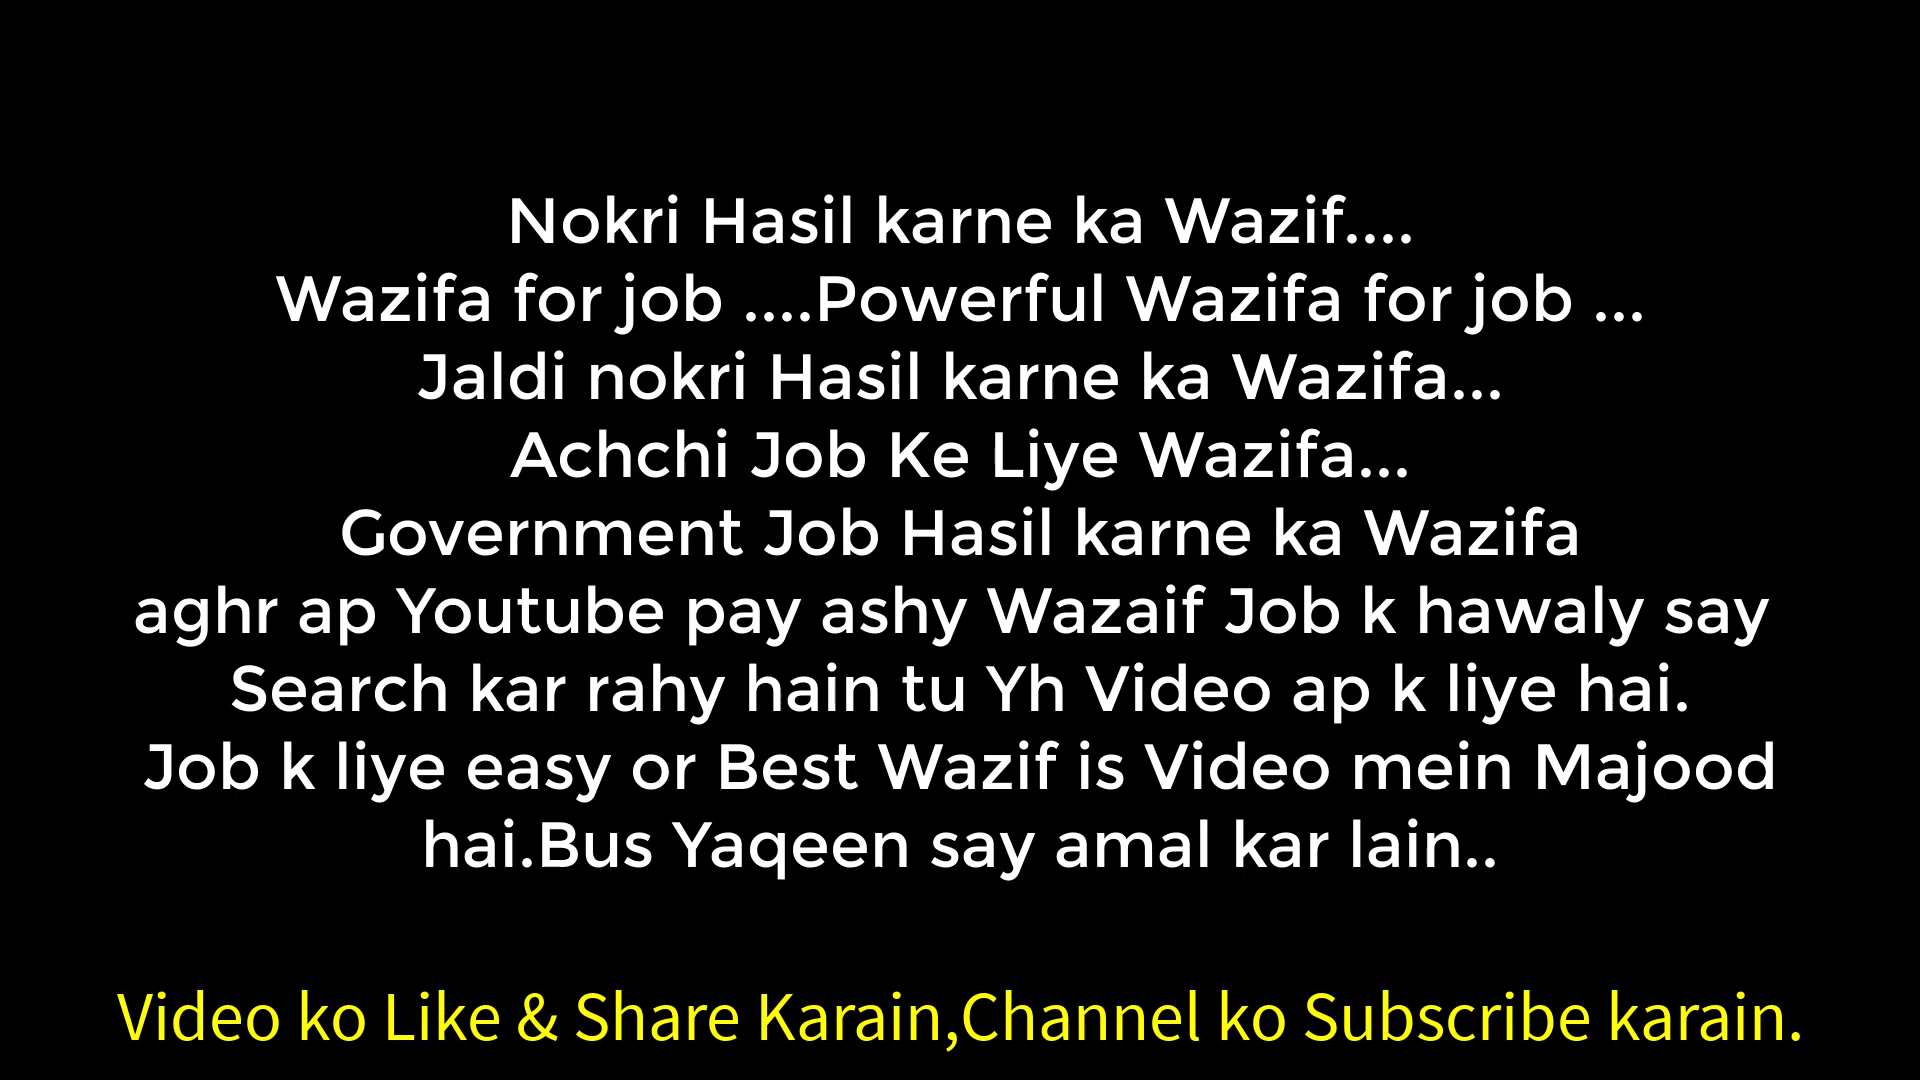 Nokri Hasil karne ka Wazif....
Wazifa for job ....Powerful Wazifa for job ...
Jaldi nokri Hasil karne ka Wazifa...
Achchi Job Ke Liye Wazifa...
Government Job Hasil karne ka Wazifa
aghr ap Youtube pay ashy Wazaif Job k hawaly say
Search kar rahy hain tu Yh Video ap k liye hai.
Job k liye easy or Best Wazif is Video mein Majood
hai.Bus Yaqeen say amal kar lain..
Video ko Like & Share Karain,Channel ko Subscribe karain.